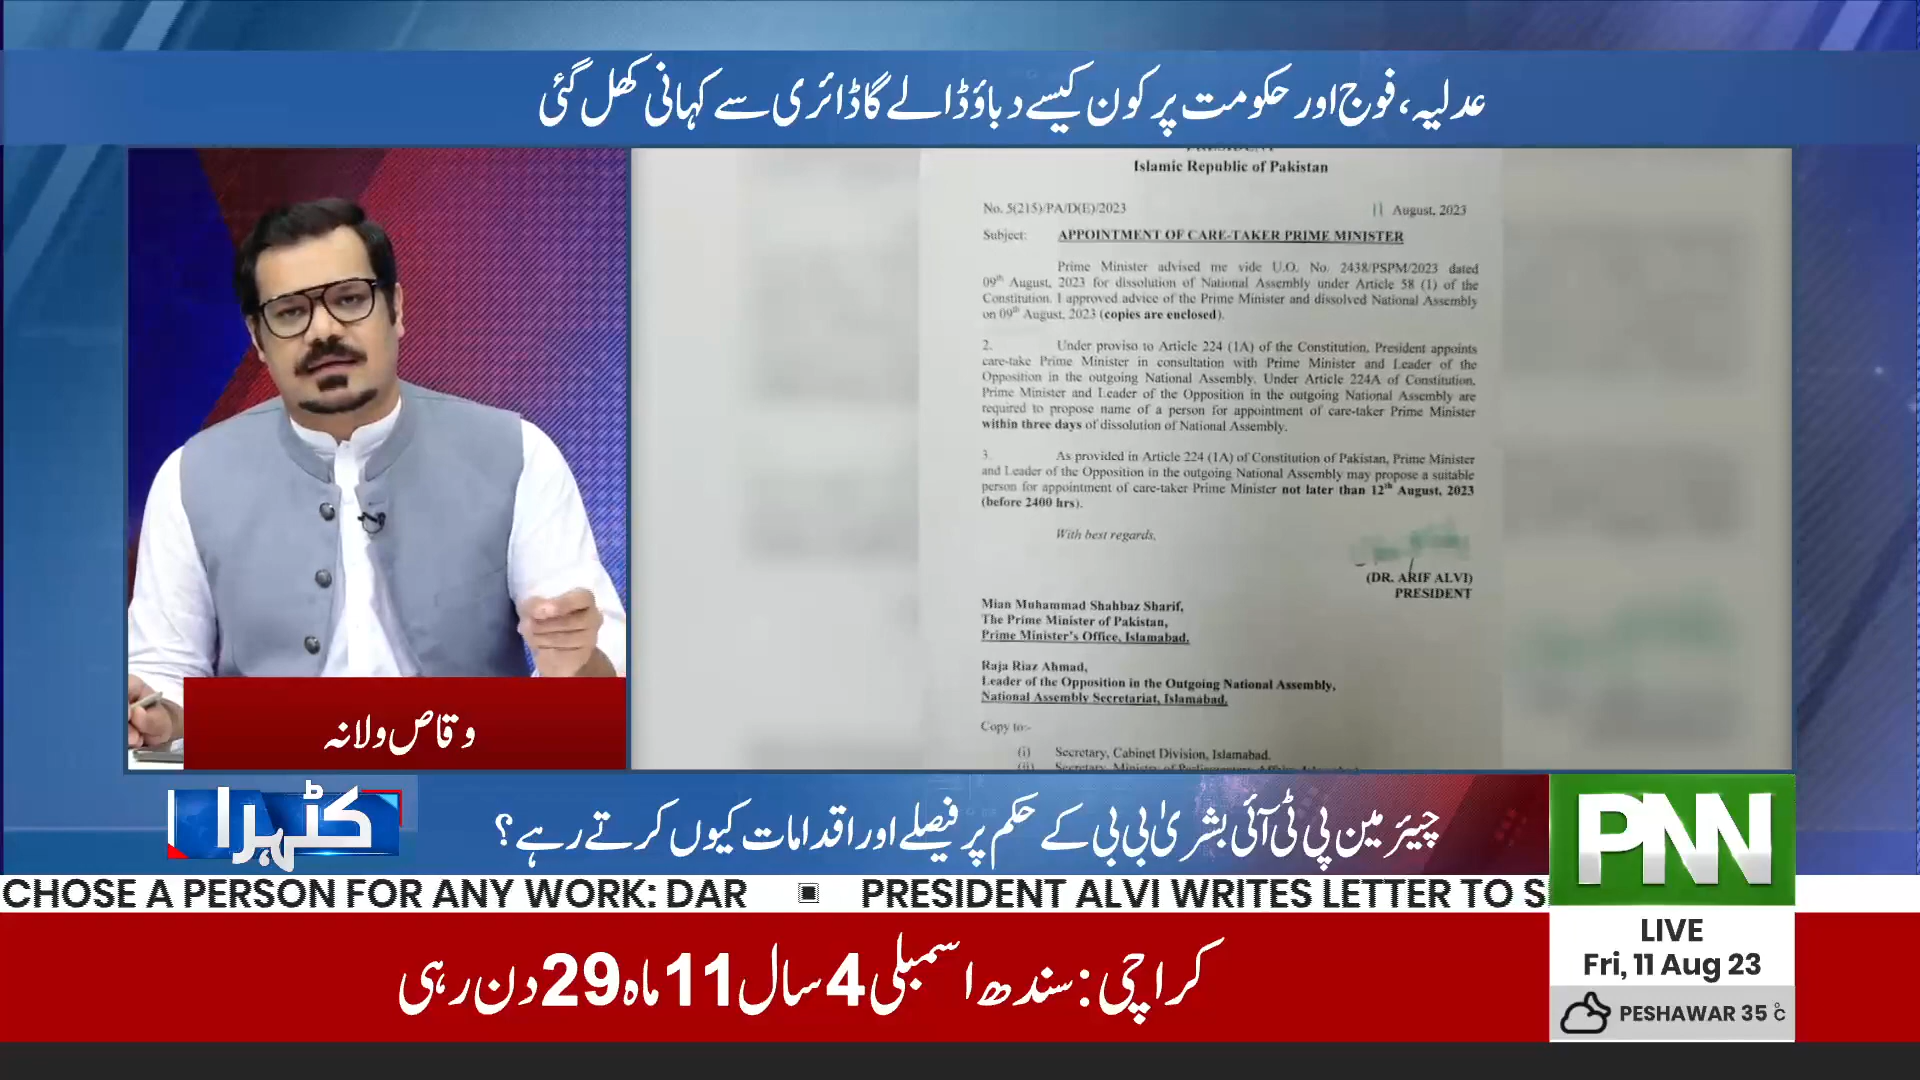 عدلیہ، فوج اور حکومت پر کون کیسے دباؤ ڈالے گا ڈائری سے کہانی کھل گئی
Islamic Republic of Pakistan
No. 5(215)/PA/D(E)/2023
11 August, 2023
Subject: APPOINTMENT OF CARE-TAKER PRIME MINISTER
Prime Minister advised me vide U.O. No. 2438/PSPM/2023 dated
09th August, 2023 for dissolution of National Assembly under Article 58 (1) of the
Constitution. I approved advice of the Prime Minister and dissolved National Assembly
on 09th August, 2023 (copies are enclosed).
2. Under proviso to Article 224 (1A) of the Constitution, President appoints
care-take Prime Minister in consultation with Prime Minister and Leader of the
Opposition in the outgoing National Assembly. Under Article 224A of Constitution,
Prime Minister and Leader of the Opposition in the outgoing National Assembly are
required to propose name of a person for appointment of care-taker Prime Minister
within three days of dissolution of National Assembly.
3. As provided in Article 224 (1A) of Constitution of Pakistan, Prime Minister
and Leader of the Opposition in the outgoing National Assembly may propose a suitable
person for appointment of care-taker Prime Minister not later than 12th August, 2023
(before 2400 hrs).
With best regards,
(DR. ARIF ALVI)
PRESIDENT
Mian Muhammad Shahbaz Sharif,
The Prime Minister of Pakistan,
Prime Minister's Office, Islamabad.
Raja Riaz Ahmad,
Leader of the Opposition in the Outgoing National Assembly,
National Assembly Secretariat, Islamabad.
Copy to:-
(i) Secretary, Cabinet Division, Islamabad.
وقاص ولانہ
کٹہرا
چیئرمین پی ٹی آئی بشریٰ بی بی کے حکم پر فیصلے اور اقدامات کیوں کرتے رہے؟
PNN
CHOSE A PERSON FOR ANY WORK: DAR
PRESIDENT ALVI WRITES LETTER TO S
LIVE
Fri, 11 Aug 23
PESHAWAR 35 °C
کراچی: سندھ اسمبلی 4 سال 11 ماہ 29 دن رہی